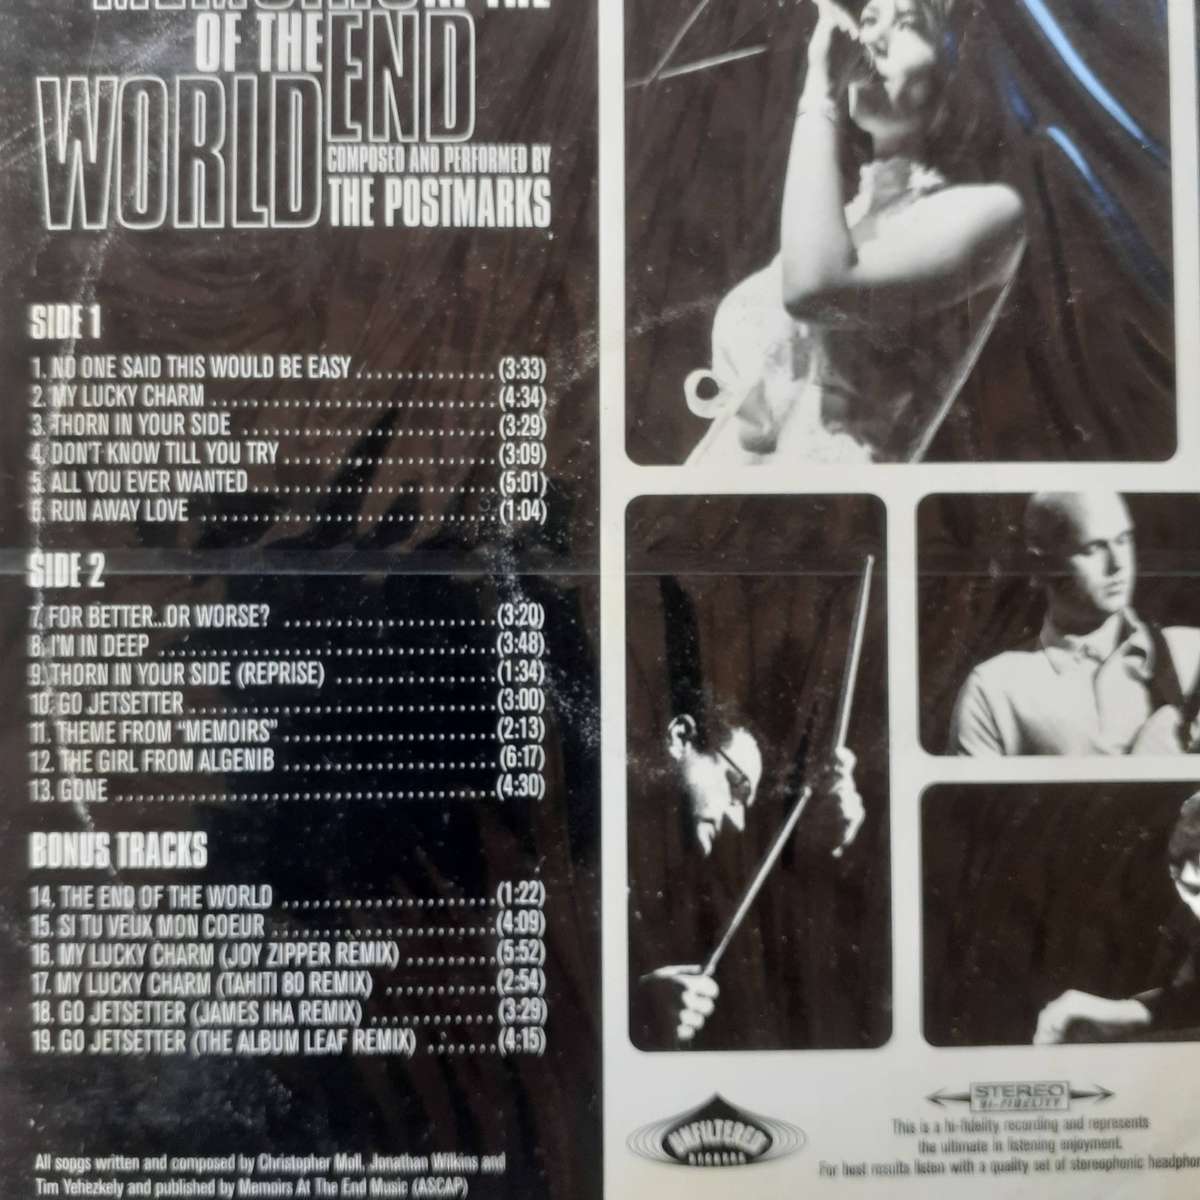 MEMOIRS AT THE
OF THE END
WORLD
COMPOSED AND PERFORMED BY
THE POSTMARKS
SIDE 1
1. NO ONE SAID THIS WOULD BE EASY (3:33)
2. MY LUCKY CHARM (4:34)
3. THORN IN YOUR SIDE (3:29)
4. DON'T KNOW TILL YOU TRY (3:09)
5. ALL YOU EVER WANTED (5:01)
6. RUN AWAY LOVE (1:04)
SIDE 2
7. FOR BETTER...OR WORSE? (3:20)
8. I'M IN DEEP (3:48)
9. THORN IN YOUR SIDE (REPRISE) (1:34)
10. GO JETSETTER (3:00)
11. THEME FROM "MEMOIRS" (2:13)
12. THE GIRL FROM ALGENIB (6:17)
13. GONE (4:30)
BONUS TRACKS
14. THE END OF THE WORLD (1:22)
15. SI TU VEUX MON COEUR (4:09)
16. MY LUCKY CHARM (JOY ZIPPER REMIX) (5:52)
17. MY LUCKY CHARM (TAHITI 80 REMIX) (2:54)
18. GO JETSETTER (JAMES IHA REMIX) (3:29)
19. GO JETSETTER (THE ALBUM LEAF REMIX) (4:15)
All songs written and composed by Christopher Moll, Jonathan Wilkins and
Tim Yehezkely and published by Memoirs At The End Music (ASCAP)
UNFILTERED
RECORDS
STEREO
HI-FIDELITY
This is a hi-fidelity recording and represents
the ultimate in listening enjoyment.
For best results listen with a quality set of stereophonic headpho